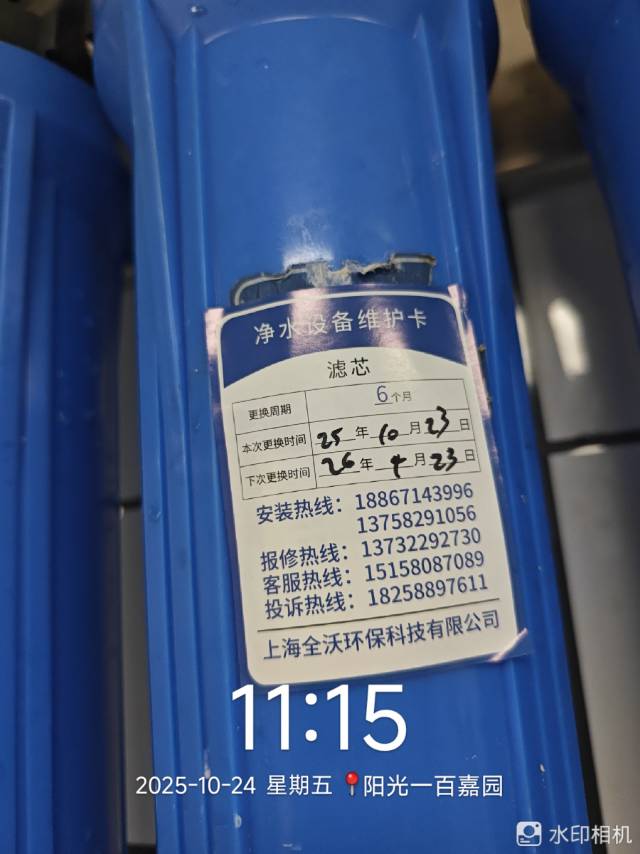 净水设备维护卡
滤芯
更换周期 6个月
本次更换时间 25年10月23日
下次更换时间 26年4月23日
安装热线：18867143996
13758291056
报修热线：13732292730
客服热线：15158087089
投诉热线：18258897611
上海全沃环保科技有限公司
11:15
2025-10-24 星期五 📍阳光一百嘉园
水印相机